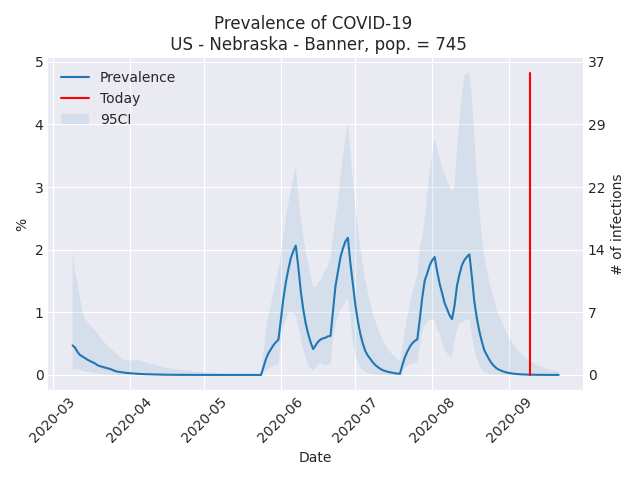 Prevalence of COVID-19
US - Nebraska - Banner, pop. = 745
Prevalence
Today
95CI
5
4
3
2
1
0
%
37
29
22
14
7
0
# of infections
2020-03
2020-04
2020-05
2020-06
2020-07
2020-08
2020-09
Date